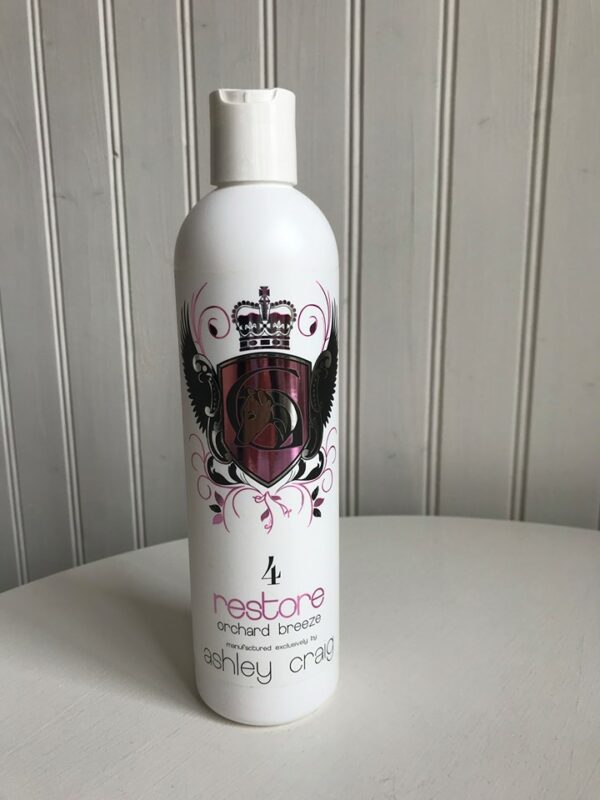 4
restore
orchard breeze
manufactured exclusively by
ashley craig